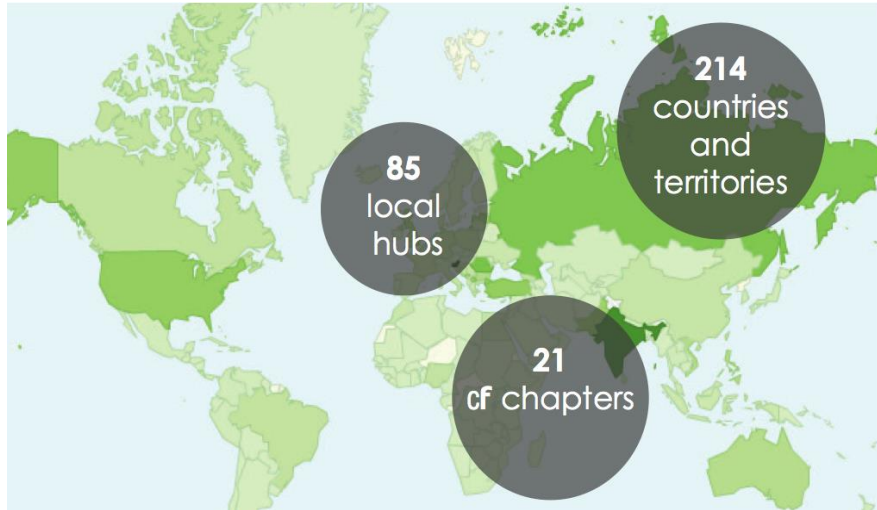 85
local
hubs
214
countries
and
territories
21
cf chapters